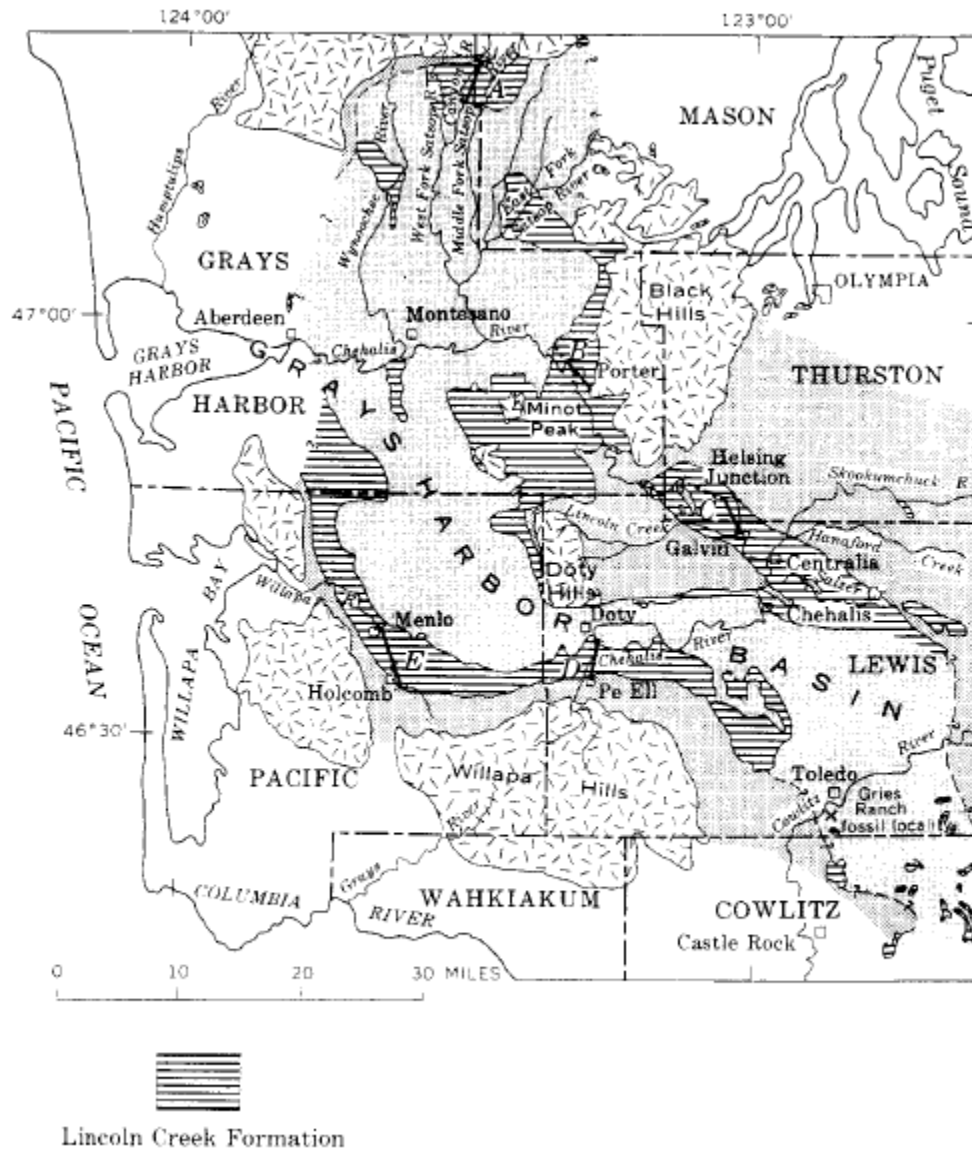 124°00'
123°00'
Puget
Sound
River
River
A
MASON
Humptulips
River
Canyon R
West Fork Satsop R
Middle Fork Satsop
East Fork
Satsop River
Wynoochee
GRAYS
Black
Hills
OLYMPIA
47°00'
Aberdeen
Montesano
River
Chehalis
GRAYS
HARBOR
B
Porter
THURSTON
HARBOR
PACIFIC
Minot
Peak
GRAYS HARBOR
BASIN
Helsing
Junction
Skookumchuck R
Lincoln Creek
Galvin
Hanaford
Creek
Centralia
Salzer
Doty
Hills
BAY
Willapa
R
Menlo
Doty
Chehalis
OCEAN
E
Chehalis
River
LEWIS
WILLAPA
Holcomb
Pe Ell
46°30'
PACIFIC
Willapa
Hills
River
Toledo
River
Cowlitz
Gries
Ranch
fossil locality
Grays
COLUMBIA
RIVER
WAHKIAKUM
COWLITZ
Castle Rock
0 10 20 30 MILES
Lincoln Creek Formation